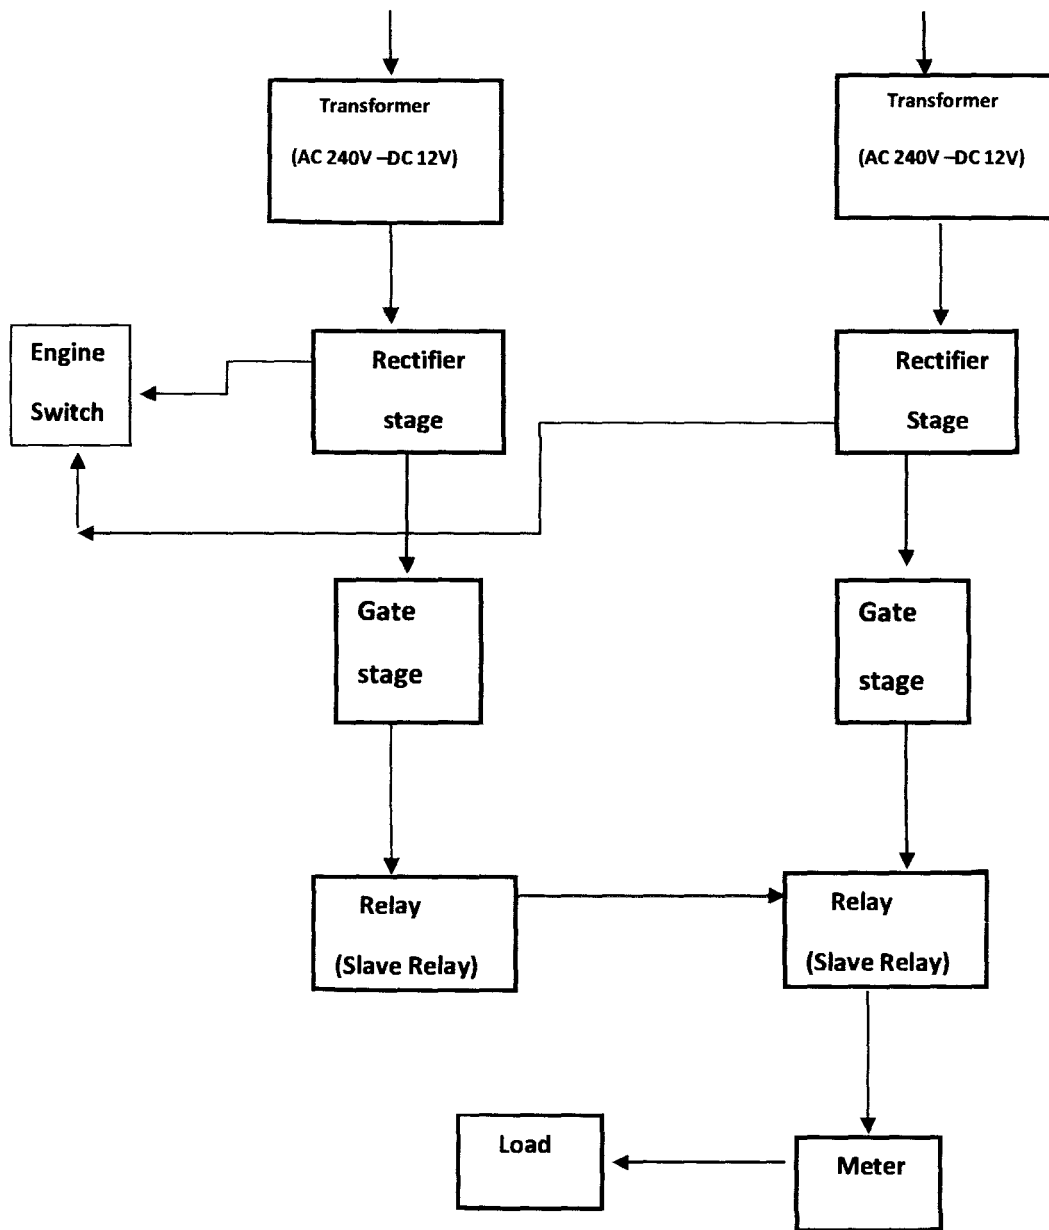 Transformer
(AC 240V –DC 12V)
Transformer
(AC 240V –DC 12V)
Engine
Switch
Rectifier
stage
Rectifier
Stage
Gate
stage
Gate
stage
Relay
(Slave Relay)
Relay
(Slave Relay)
Load
Meter